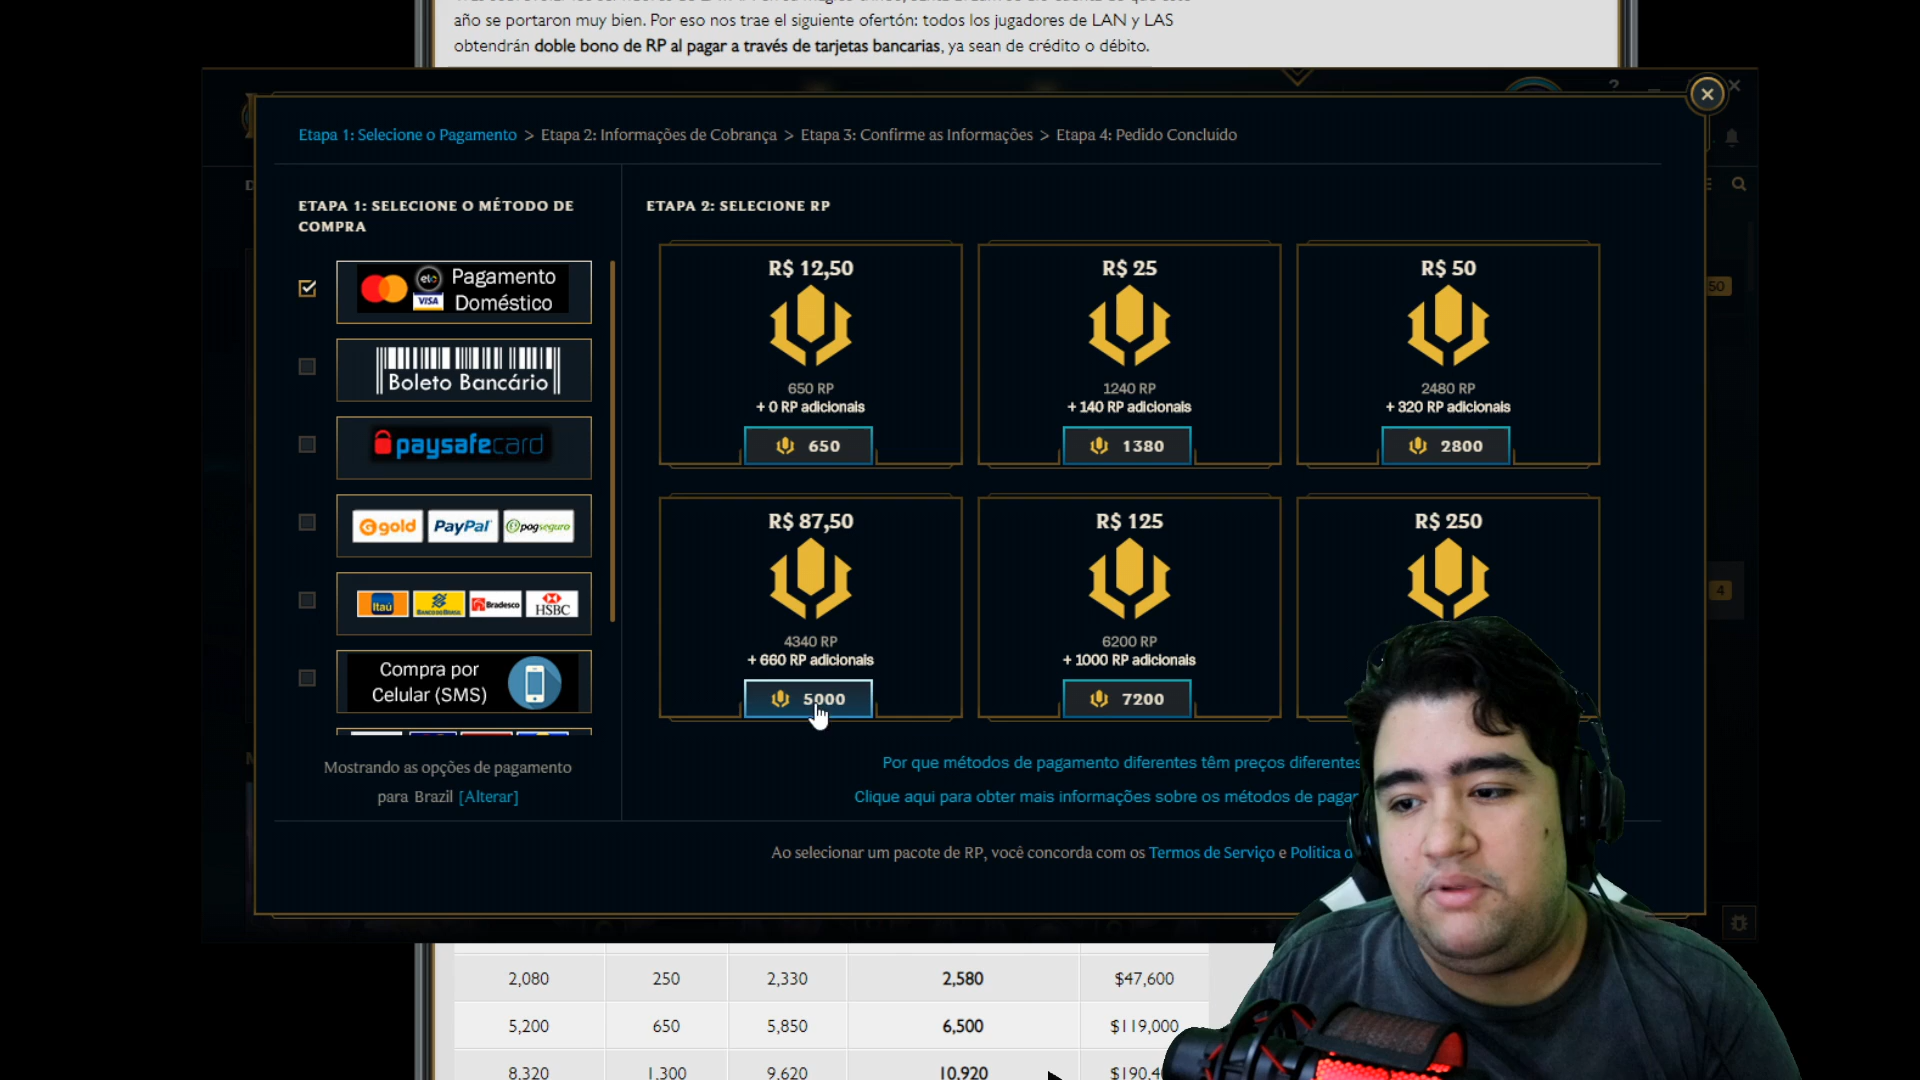 año se portaron muy bien. Por eso nos trae el siguiente ofertón: todos los jugadores de LAN y LAS
obtendrán doble bono de RP al pagar a través de tarjetas bancarias, ya sean de crédito o débito.
Etapa 1: Selecione o Pagamento > Etapa 2: Informações de Cobrança > Etapa 3: Confirme as Informações > Etapa 4: Pedido Concluido
ETAPA 1: SELECIONE O MÉTODO DE
COMPRA
elo
VISA
Pagamento
Doméstico
Boleto Bancário
paysafecard
gold PayPal pagseguro
Itaú BANCO DO BRASIL Bradesco HSBC
Compra por
Celular (SMS)
Mostrando as opções de pagamento
para Brazil [Alterar]
ETAPA 2: SELECIONE RP
R$ 12,50
650 RP
+ 0 RP adicionais
650
R$ 25
1240 RP
+ 140 RP adicionais
1380
R$ 50
2480 RP
+ 320 RP adicionais
2800
R$ 87,50
4340 RP
+ 660 RP adicionais
5000
R$ 125
6200 RP
+ 1000 RP adicionais
7200
R$ 250
50
4
?
Por que métodos de pagamento diferentes têm preços diferentes
Clique aqui para obter mais informações sobre os métodos de
Ao selecionar um pacote de RP, você concorda com os Termos de Serviço e Política
2,080 250 2,330 2,580 $47,600
5,200 650 5,850 6,500 $119,000
8,320 1,300 9,620 10,920